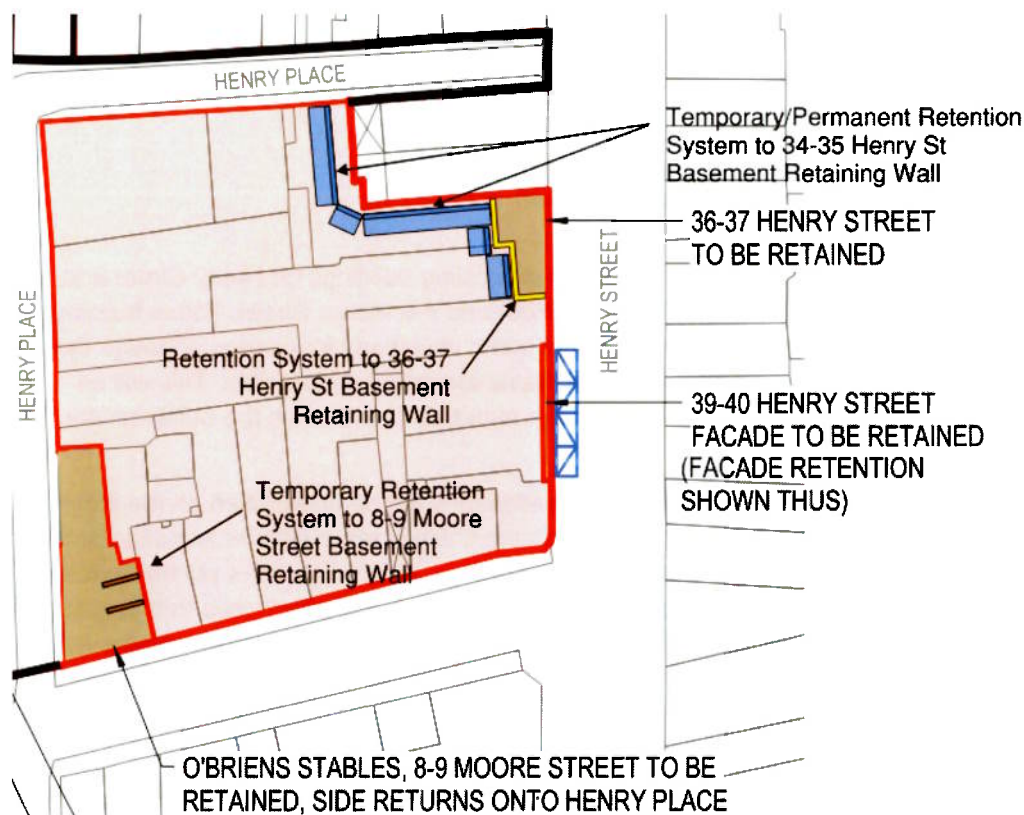 HENRY PLACE
Temporary/Permanent Retention
System to 34-35 Henry St
Basement Retaining Wall
36-37 HENRY STREET
TO BE RETAINED
HENRY STREET
HENRY PLACE
Retention System to 36-37
Henry St Basement
Retaining Wall
39-40 HENRY STREET
FACADE TO BE RETAINED
(FACADE RETENTION
SHOWN THUS)
Temporary Retention
System to 8-9 Moore
Street Basement
Retaining Wall
O'BRIENS STABLES, 8-9 MOORE STREET TO BE
RETAINED, SIDE RETURNS ONTO HENRY PLACE